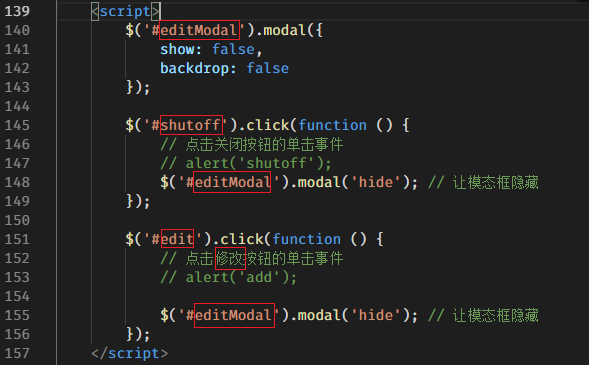 139 <script>
140 $('#editModal').modal({
141 show: false,
142 backdrop: false
143 });
144
145 $('#shutoff').click(function () {
146 // 点击关闭按钮的单击事件
147 // alert('shutoff');
148 $('#editModal').modal('hide'); // 让模态框隐藏
149 });
150
151 $('#edit').click(function () {
152 // 点击修改按钮的单击事件
153 // alert('add');
154
155 $('#editModal').modal('hide'); // 让模态框隐藏
156 });
157 </script>